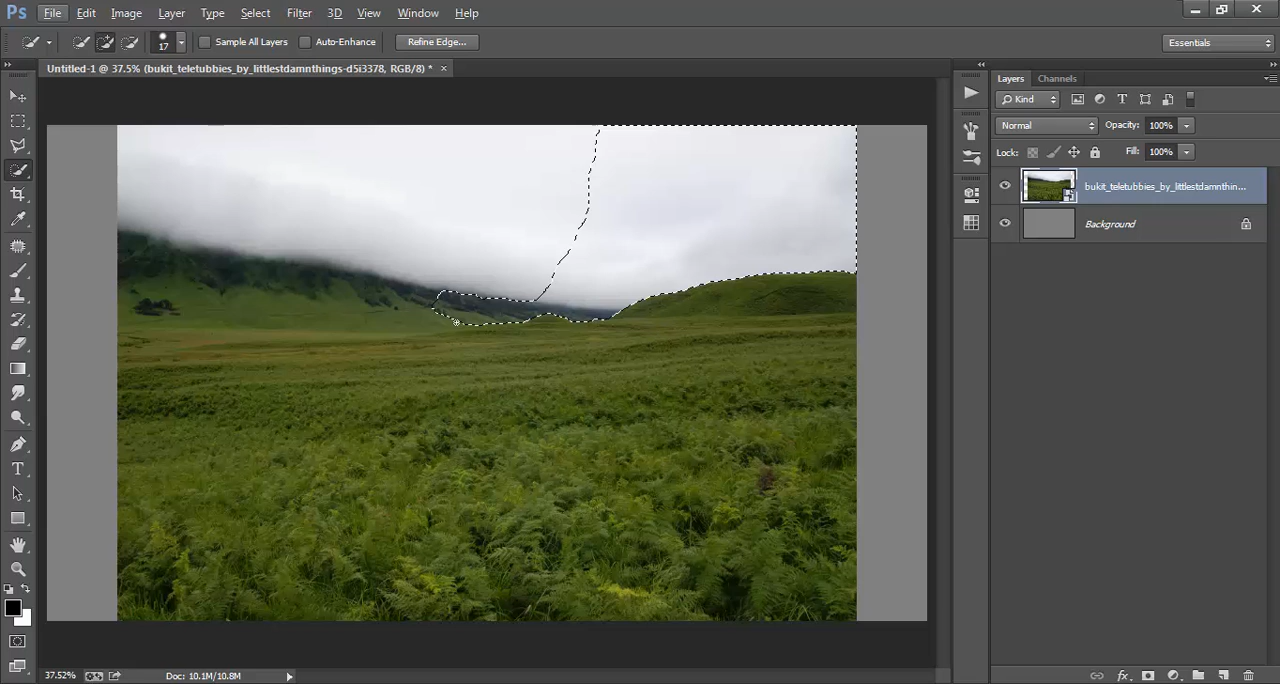 Ps File Edit Image Layer Type Select Filter 3D View Window Help
17 Sample All Layers Auto-Enhance Refine Edge... Essentials
Untitled-1 @ 37.5% (bukit_teletubbies_by_littlestdamnthings-d5i3378, RGB/8) * ×
Layers Channels
Kind
Normal Opacity: 100%
Lock: Fill: 100%
bukit_teletubbies_by_littlestdamnthin...
Background
T
37.52% Doc: 10.1M/10.8M
fx